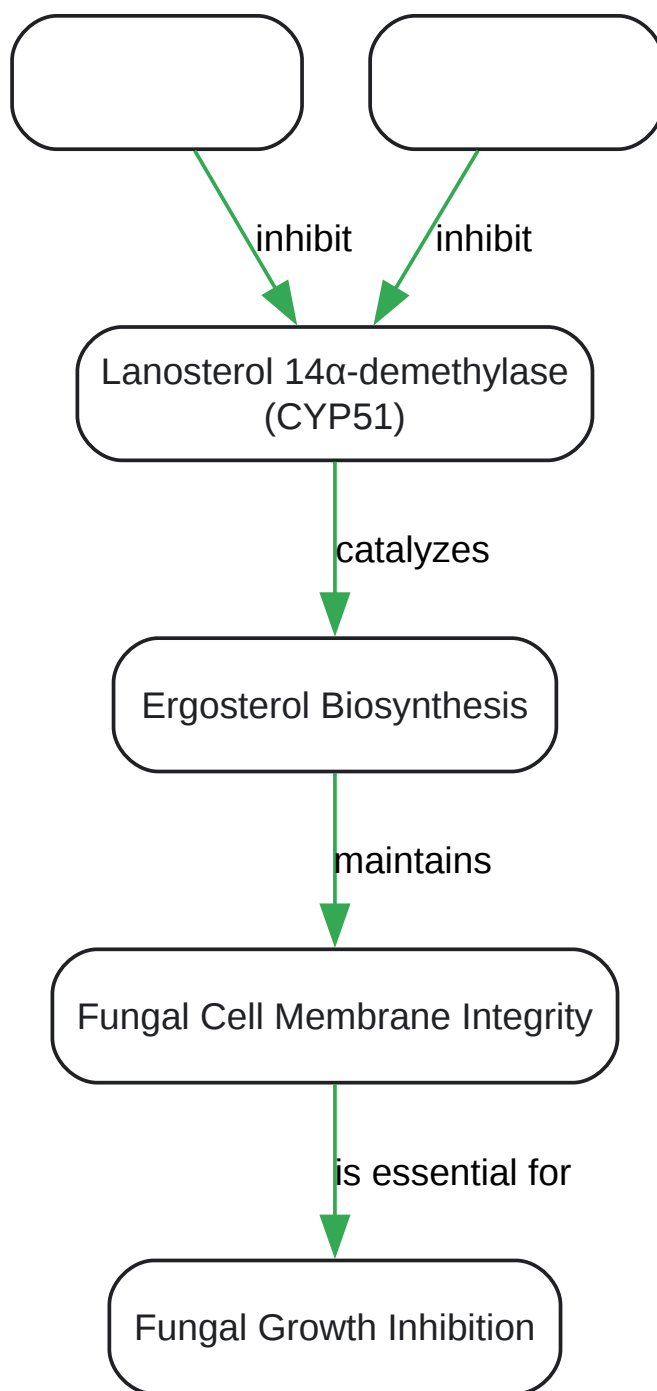 inhibit
inhibit
Lanosterol 14α-demethylase
(CYP51)
catalyzes
Ergosterol Biosynthesis
maintains
Fungal Cell Membrane Integrity
is essential for
Fungal Growth Inhibition